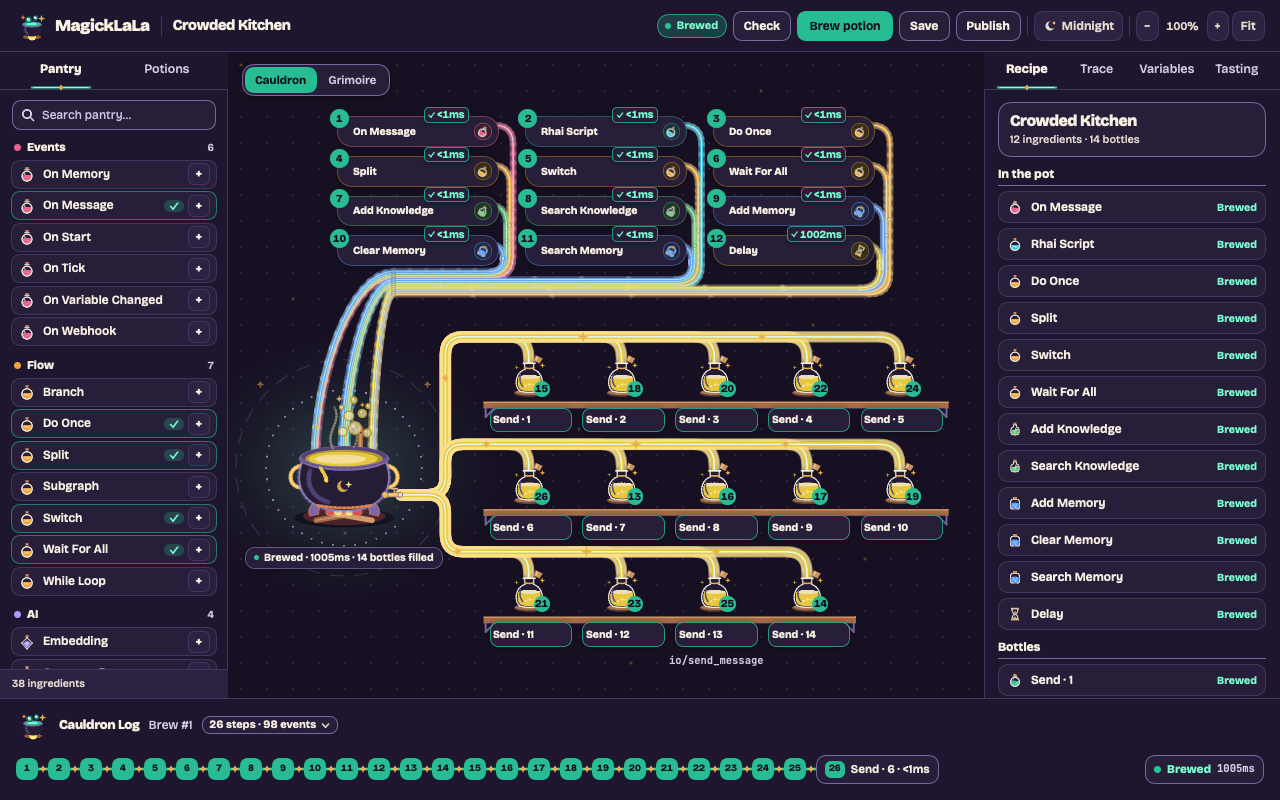 MagickLaLa
Crowded Kitchen
Brewed
Check
Brew potion
Save
Publish
Midnight
−
100%
+
Fit
Pantry
Potions
Search pantry...
Events 6
On Memory +
On Message +
On Start +
On Tick +
On Variable Changed +
On Webhook +
Flow 7
Branch +
Do Once +
Split +
Subgraph +
Switch +
Wait For All +
While Loop +
AI 4
Embedding +
38 ingredients
Cauldron
Grimoire
1 On Message ✓<1ms
2 Rhai Script ✓<1ms
3 Do Once ✓<1ms
4 Split ✓<1ms
5 Switch ✓<1ms
6 Wait For All ✓<1ms
7 Add Knowledge ✓<1ms
8 Search Knowledge ✓<1ms
9 Add Memory ✓<1ms
10 Clear Memory ✓<1ms
11 Search Memory ✓<1ms
12 Delay ✓1002ms
15 18 20 22 24
Send · 1
Send · 2
Send · 3
Send · 4
Send · 5
26 13 16 17 19
Send · 6
Send · 7
Send · 8
Send · 9
Send · 10
Brewed · 1005ms · 14 bottles filled
21 23 25 14
Send · 11
Send · 12
Send · 13
Send · 14
io/send_message
Recipe
Trace
Variables
Tasting
Crowded Kitchen
12 ingredients · 14 bottles
In the pot
On Message Brewed
Rhai Script Brewed
Do Once Brewed
Split Brewed
Switch Brewed
Wait For All Brewed
Add Knowledge Brewed
Search Knowledge Brewed
Add Memory Brewed
Clear Memory Brewed
Search Memory Brewed
Delay Brewed
Bottles
Send · 1 Brewed
Cauldron Log
Brew #1
26 steps · 98 events
1 2 3 4 5 6 7 8 9 10 11 12 13 14 15 16 17 18 19 20 21 22 23 24 25 26 Send · 6 · <1ms
Brewed 1005ms